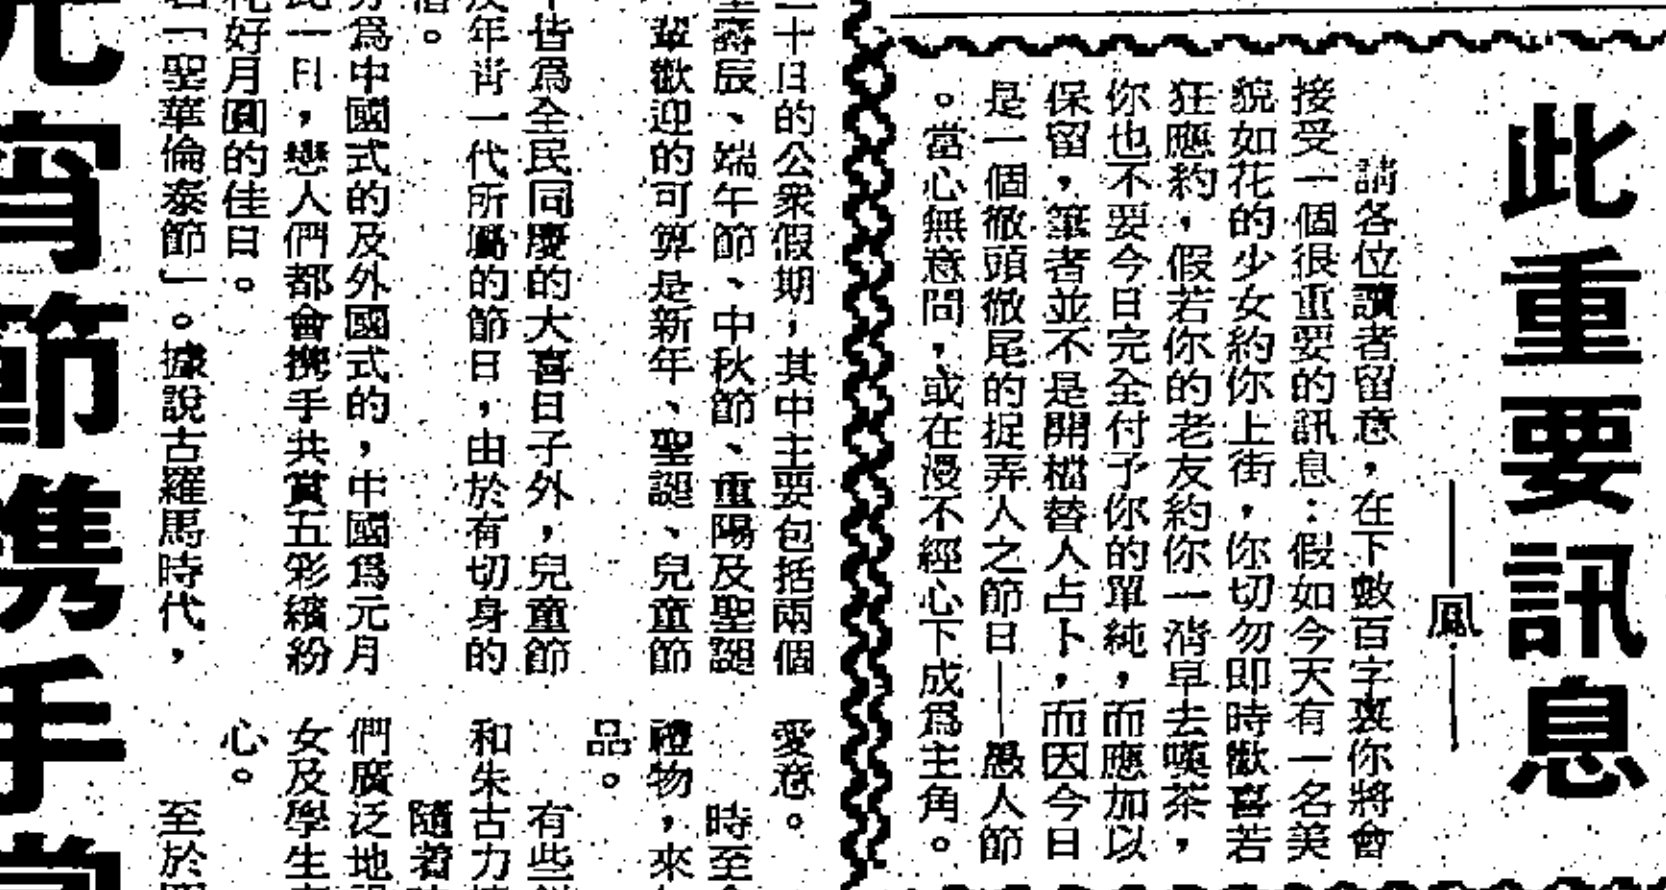 此重要訊息
——鳳——
請各位讀者留意,在下數百字裏你將會
接受一個很重要的訊息:假如今天有一名美
貌如花的少女約你上街,你切勿即時歡喜若
狂應約,假若你的老友約你一淸早去嘆茶,
你也不要今日完全付予你的單純,而應加以
保留,筆者並不是開檔替人占卜,而因今日
是一個徹頭徹尾的捉弄人之節日——愚人節
。當心無意間,或在漫不經心下成爲主角。
二十日的公衆假期,其中主要包括兩個
壽辰、端午節、中秋節、重陽及聖誕
輩歡迎的可算是新年、聖誕、兒童節
皆爲全民同慶的大喜日子外,兒童節
年靑一代所屬的節日,由於有切身的
爲中國式的及外國式的,中國爲元月
此一日,戀人們都會携手共賞五彩繽紛
花好月圓的佳日。
「聖華倫泰節」。據說古羅馬時代,
元宵節携手賞
愛意。
時至
禮物,來
品。
有些
和朱古力
隨着
們廣泛地
女及學生
心。
至於